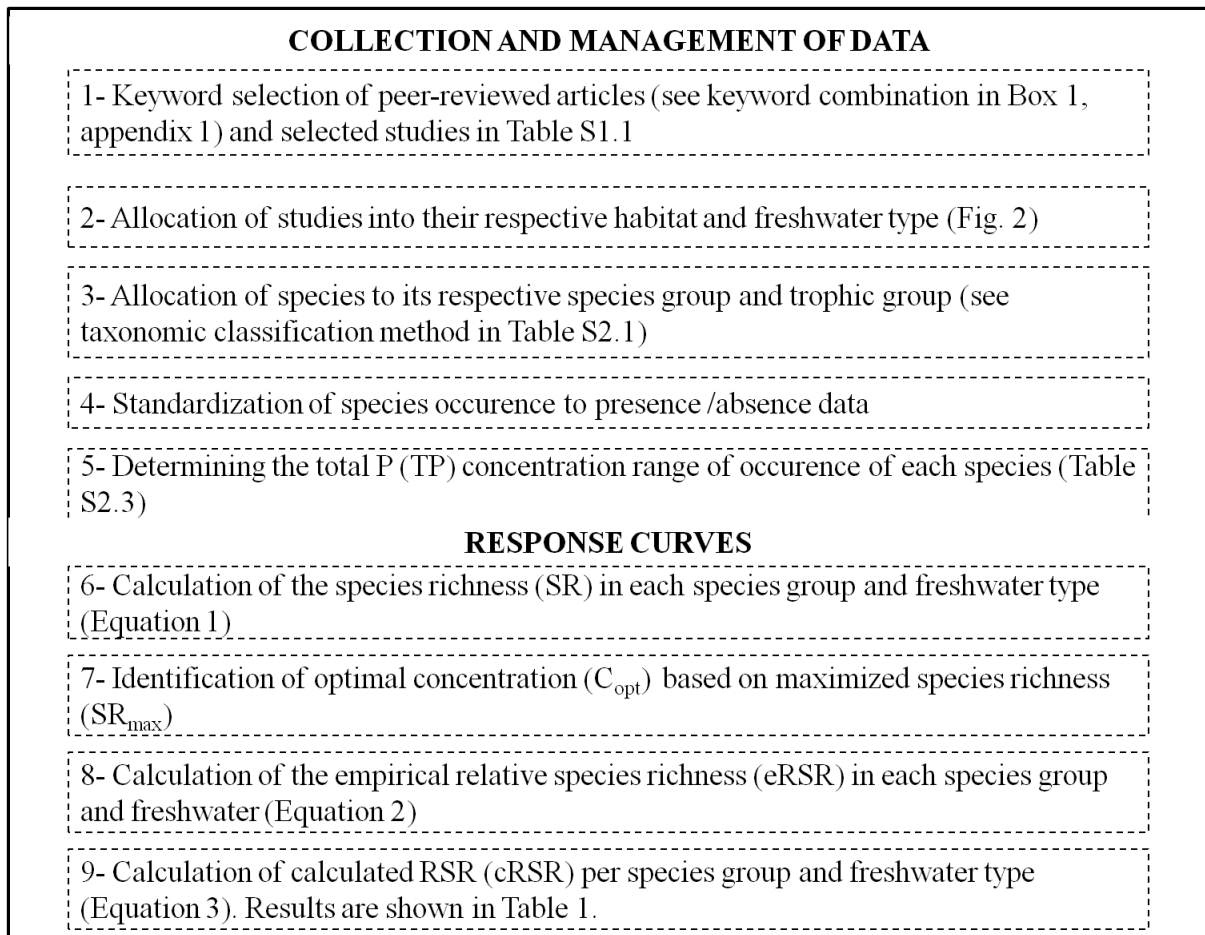 COLLECTION AND MANAGEMENT OF DATA
1- Keyword selection of peer-reviewed articles (see keyword combination in Box 1,
appendix 1) and selected studies in Table S1.1
2- Allocation of studies into their respective habitat and freshwater type (Fig. 2)
3- Allocation of species to its respective species group and trophic group (see
taxonomic classification method in Table S2.1)
4- Standardization of species occurence to presence /absence data
5- Determining the total P (TP) concentration range of occurence of each species (Table
S2.3)
RESPONSE CURVES
6- Calculation of the species richness (SR) in each species group and freshwater type
(Equation 1)
7- Identification of optimal concentration (Copt) based on maximized species richness
(SRmax)
8- Calculation of the empirical relative species richness (eRSR) in each species group
and freshwater (Equation 2)
9- Calculation of calculated RSR (cRSR) per species group and freshwater type
(Equation 3). Results are shown in Table 1.